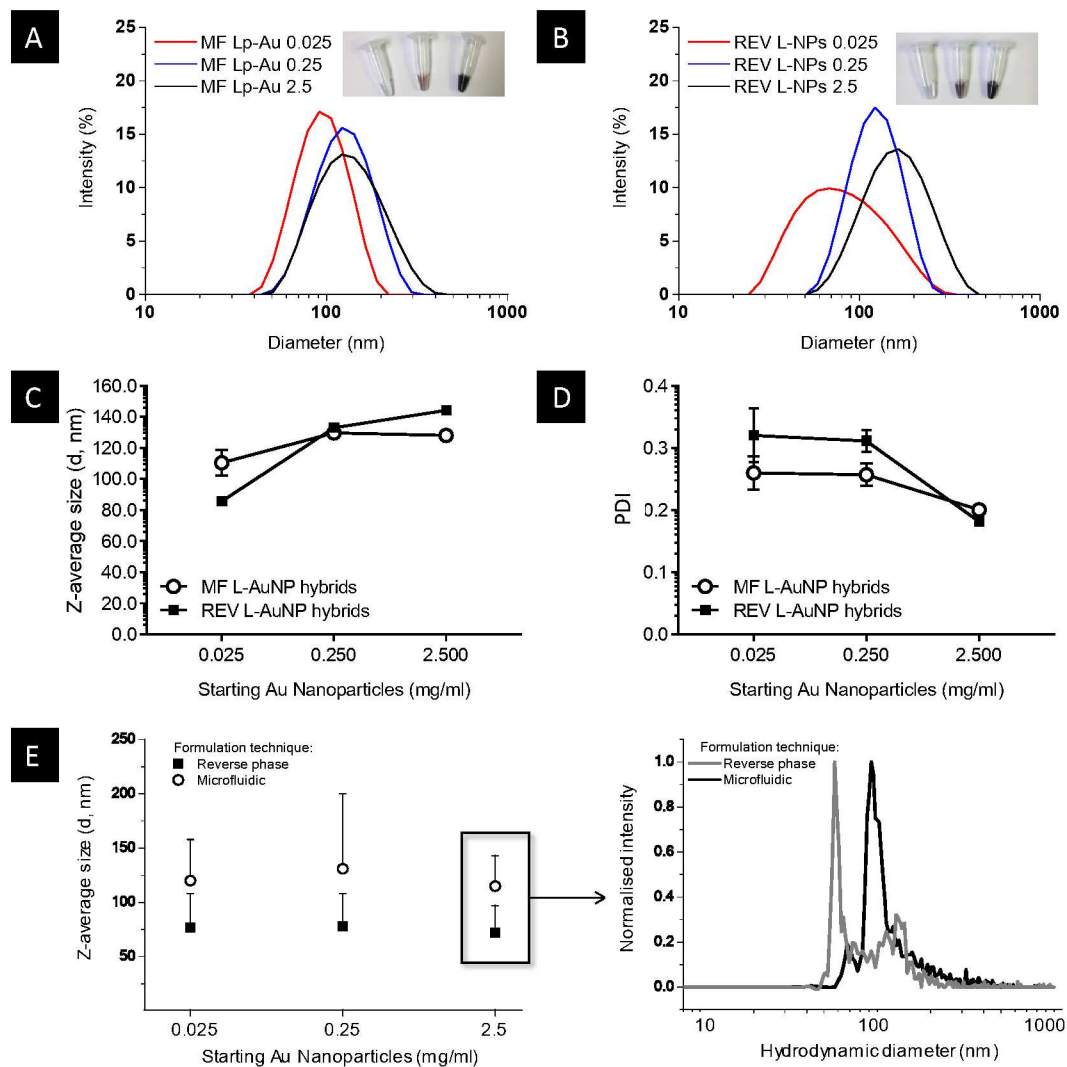 A
25
20
15
10
5
0
Intensity (%)
MF Lp-Au 0.025
MF Lp-Au 0.25
MF Lp-Au 2.5
10
100
1000
Diameter (nm)
B
25
20
15
10
5
0
Intensity (%)
REV L-NPs 0.025
REV L-NPs 0.25
REV L-NPs 2.5
10
100
1000
Diameter (nm)
C
160.0
140.0
120.0
100.0
80.0
60.0
40.0
20.0
0.0
Z-average size (d, nm)
MF L-AuNP hybrids
REV L-AuNP hybrids
0.025
0.250
2.500
Starting Au Nanoparticles (mg/ml)
D
0.4
0.3
0.2
0.1
0.0
PDI
MF L-AuNP hybrids
REV L-AuNP hybrids
0.025
0.250
2.500
Starting Au Nanoparticles (mg/ml)
E
250
200
150
100
50
Z-average size (d, nm)
Formulation technique:
Reverse phase
Microfluidic
0.025
0.25
2.5
Starting Au Nanoparticles (mg/ml)
Formulation technique:
Reverse phase
Microfluidic
1.0
0.8
0.6
0.4
0.2
0.0
Normalised intensity
10
100
1000
Hydrodynamic diameter (nm)